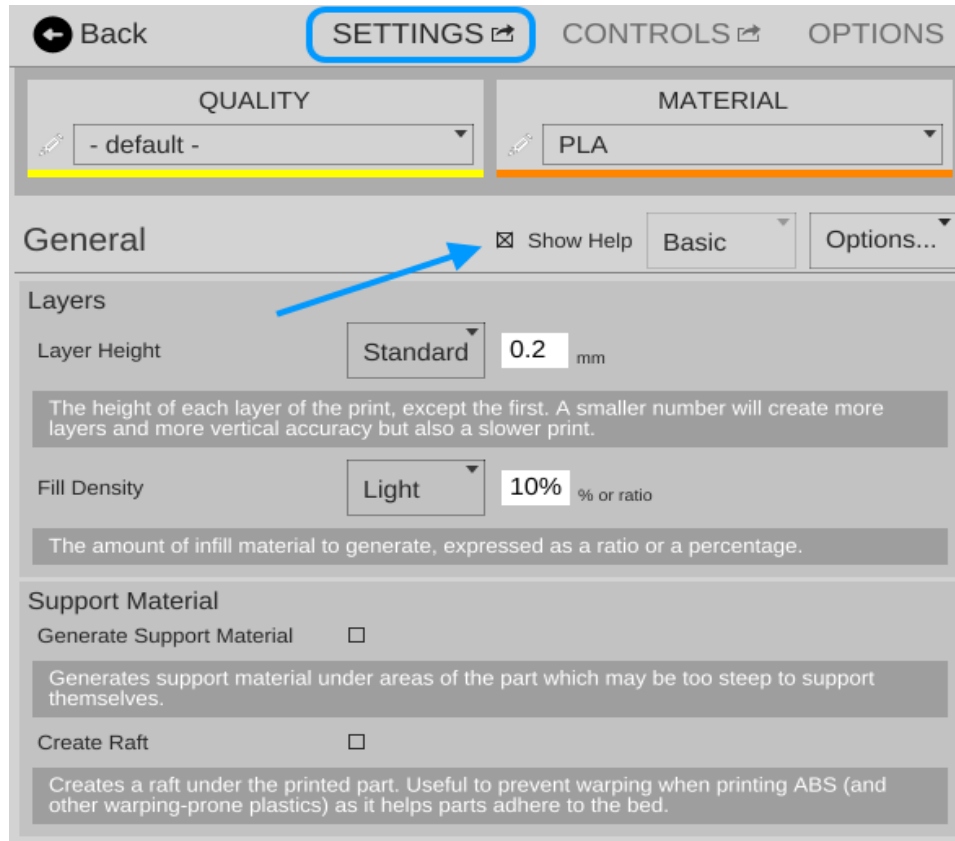 Back SETTINGS CONTROLS OPTIONS
QUALITY MATERIAL
- default - PLA
General Show Help Basic Options...
Layers
Layer Height Standard 0.2 mm
The height of each layer of the print, except the first. A smaller number will create more
layers and more vertical accuracy but also a slower print.
Fill Density Light 10% % or ratio
The amount of infill material to generate, expressed as a ratio or a percentage.
Support Material
Generate Support Material
Generates support material under areas of the part which may be too steep to support
themselves.
Create Raft
Creates a raft under the printed part. Useful to prevent warping when printing ABS (and
other warping-prone plastics) as it helps parts adhere to the bed.